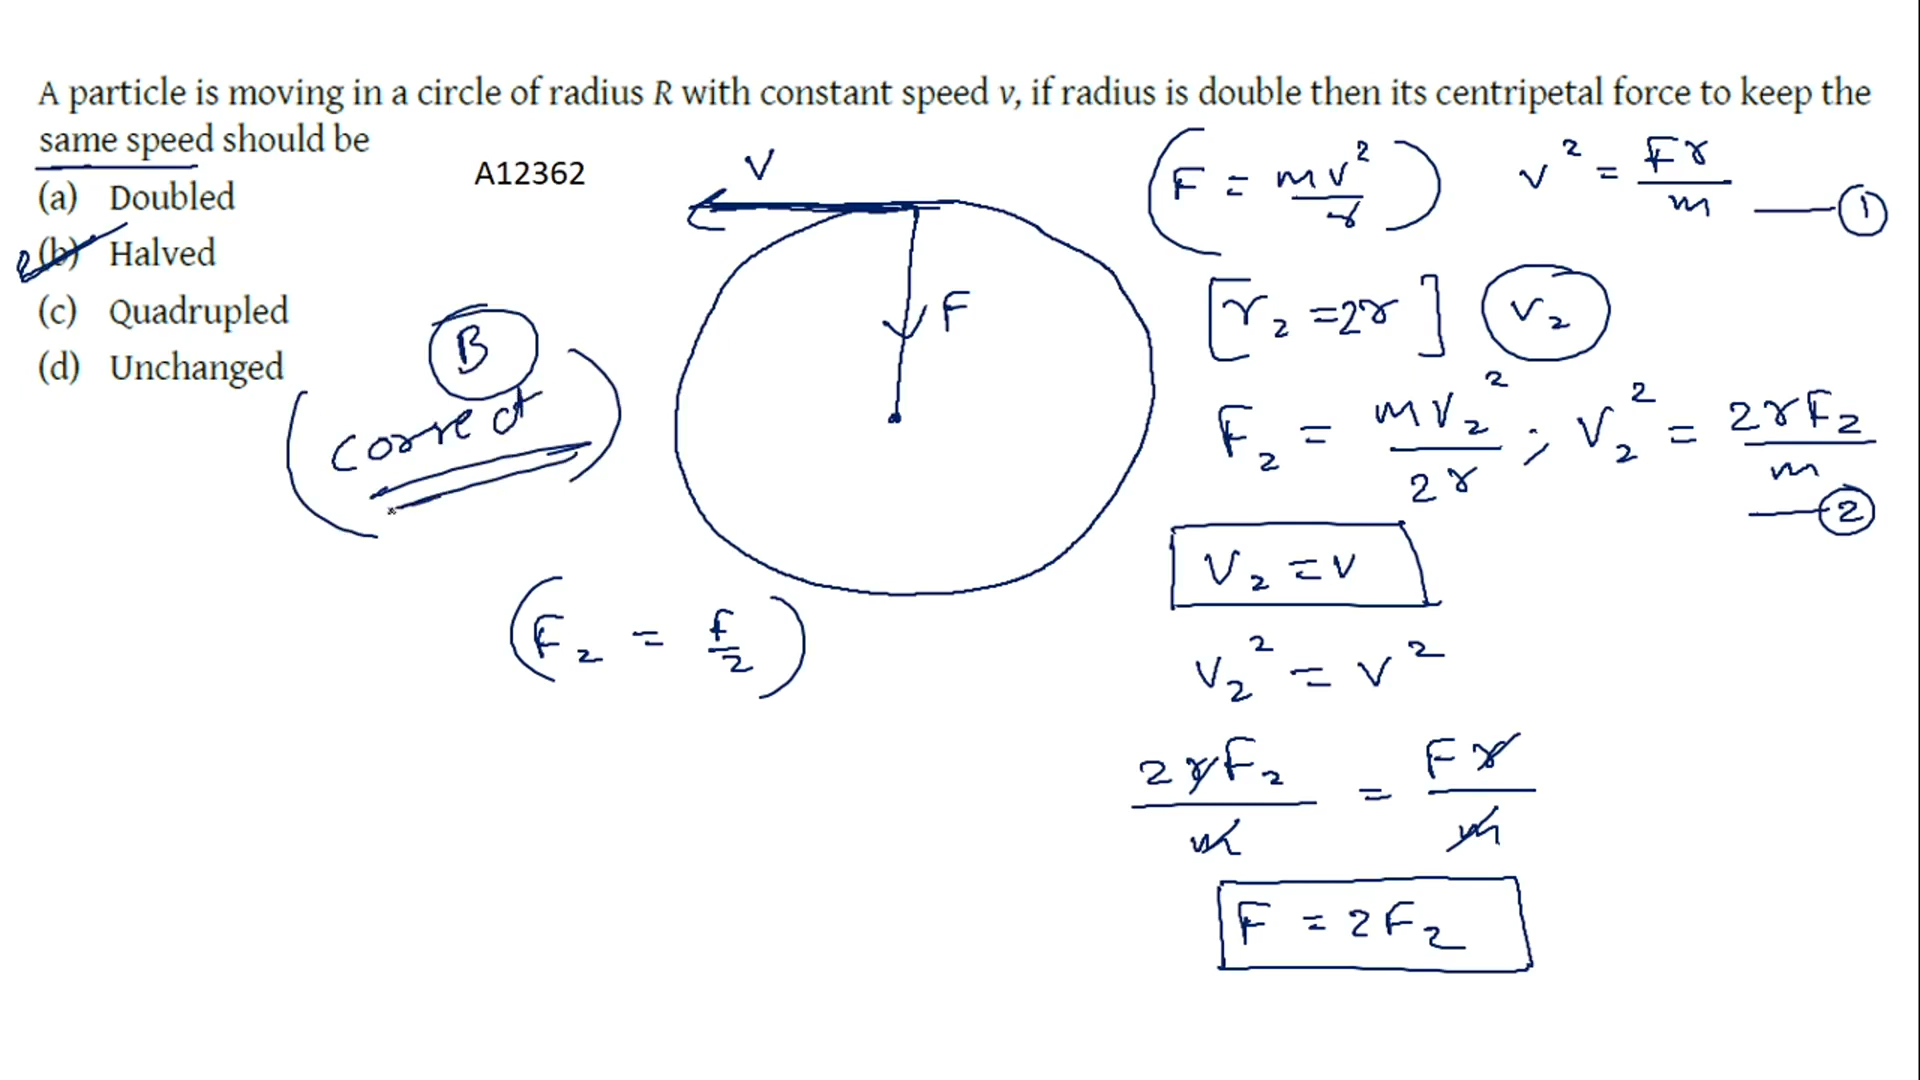 A particle is moving in a circle of radius R with constant speed v, if radius is double then its centripetal force to keep the
same speed should be
A12362
(a) Doubled
(b) Halved
(c) Quadrupled
(d) Unchanged
B
correct
V
F
F₂ = f/2
F = mv²/r
v² = Fr/m — ①
[r₂ = 2r]
v₂
F₂ = mV₂²/2r ; V₂² = 2rF₂/m — ②
V₂ = v
V₂² = v²
2rF₂/m = Fr/m
F = 2F₂